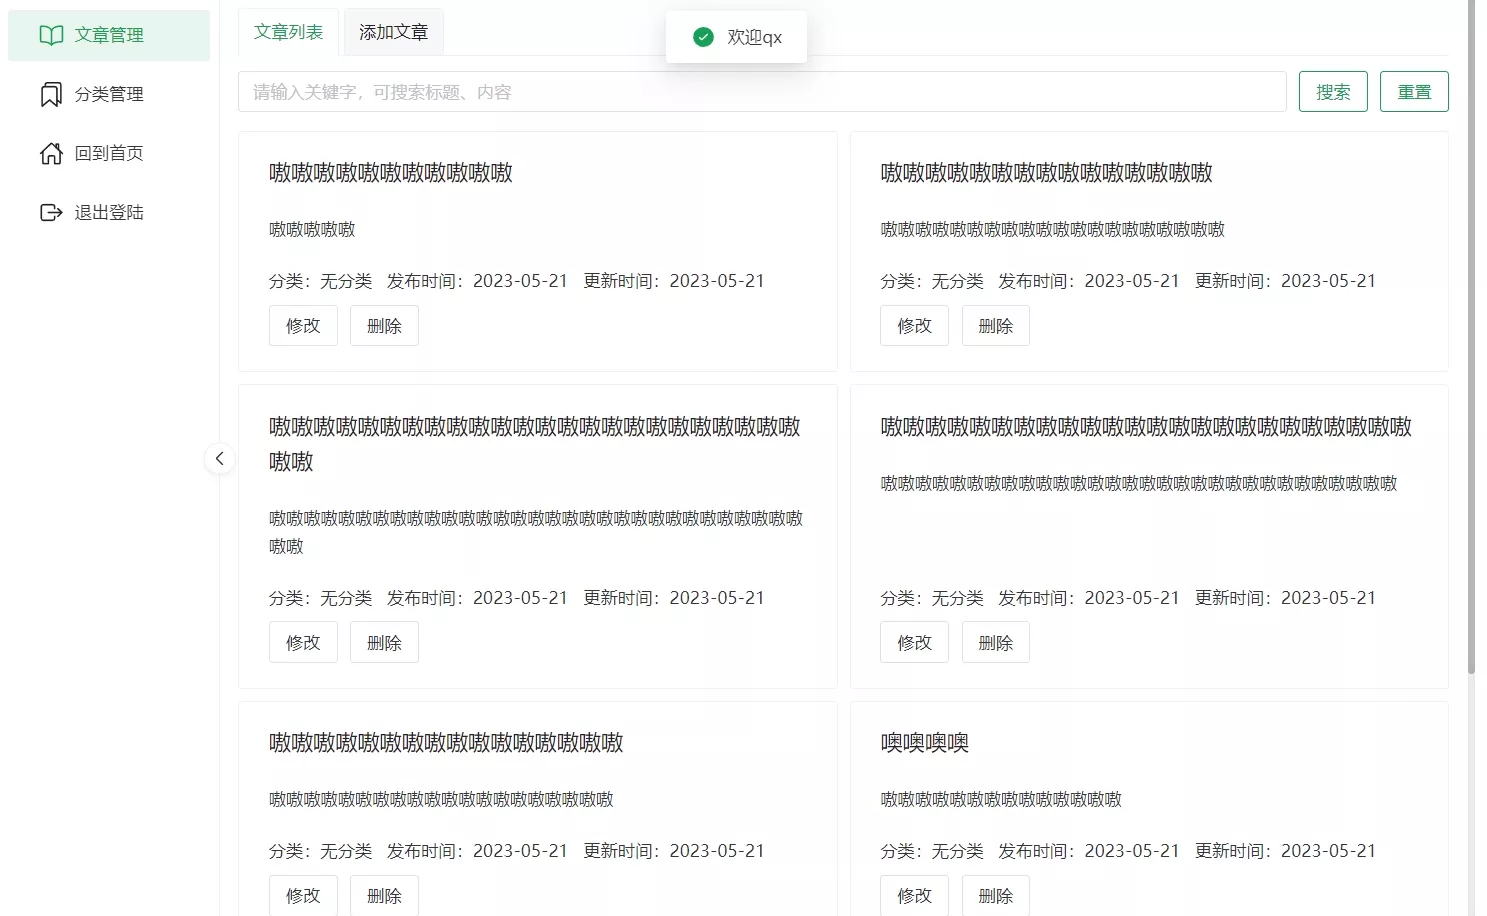 文章管理
分类管理
回到首页
退出登陆
文章列表
添加文章
欢迎qx
请输入关键字，可搜索标题、内容
搜索
重置
嗷嗷嗷嗷嗷嗷嗷嗷嗷嗷嗷
嗷嗷嗷嗷嗷
分类：无分类 发布时间：2023-05-21 更新时间：2023-05-21
修改 删除
嗷嗷嗷嗷嗷嗷嗷嗷嗷嗷嗷嗷嗷嗷嗷
嗷嗷嗷嗷嗷嗷嗷嗷嗷嗷嗷嗷嗷嗷嗷嗷嗷嗷嗷嗷
分类：无分类 发布时间：2023-05-21 更新时间：2023-05-21
修改 删除
嗷嗷嗷嗷嗷嗷嗷嗷嗷嗷嗷嗷嗷嗷嗷嗷嗷嗷嗷嗷嗷嗷嗷嗷
嗷嗷
嗷嗷嗷嗷嗷嗷嗷嗷嗷嗷嗷嗷嗷嗷嗷嗷嗷嗷嗷嗷嗷嗷嗷嗷嗷嗷嗷嗷嗷嗷嗷
嗷嗷
分类：无分类 发布时间：2023-05-21 更新时间：2023-05-21
修改 删除
嗷嗷嗷嗷嗷嗷嗷嗷嗷嗷嗷嗷嗷嗷嗷嗷嗷嗷嗷嗷嗷嗷嗷嗷
嗷嗷嗷嗷嗷嗷嗷嗷嗷嗷嗷嗷嗷嗷嗷嗷嗷嗷嗷嗷嗷嗷嗷嗷嗷嗷嗷嗷嗷嗷
分类：无分类 发布时间：2023-05-21 更新时间：2023-05-21
修改 删除
嗷嗷嗷嗷嗷嗷嗷嗷嗷嗷嗷嗷嗷嗷嗷嗷
嗷嗷嗷嗷嗷嗷嗷嗷嗷嗷嗷嗷嗷嗷嗷嗷嗷嗷嗷嗷
分类：无分类 发布时间：2023-05-21 更新时间：2023-05-21
修改 删除
噢噢噢噢
嗷嗷嗷嗷嗷嗷嗷嗷嗷嗷嗷嗷嗷嗷
分类：无分类 发布时间：2023-05-21 更新时间：2023-05-21
修改 删除